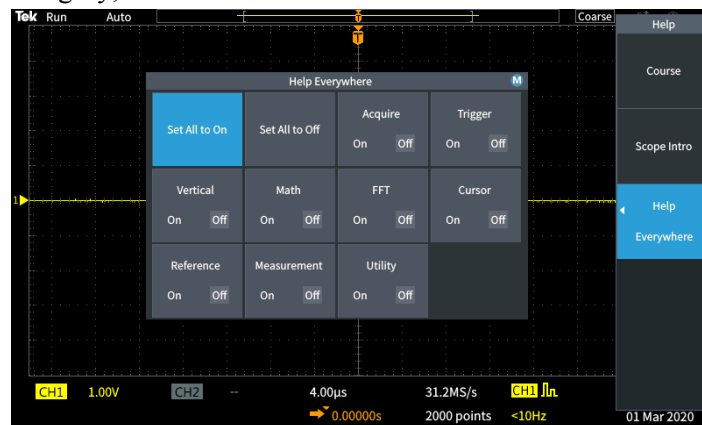 Tek Run Auto Coarse Help
T
T
Course
Scope Intro
Help
Everywhere
Help Everywhere M
Set All to On Set All to Off Acquire Trigger
On Off On Off
Vertical Math FFT Cursor
On Off On Off On Off On Off
Reference Measurement Utility
On Off On Off On Off
1
CH1 1.00V CH2 -- 4.00µs 31.2MS/s CH1
0.00000s 2000 points <10Hz 01 Mar 2020